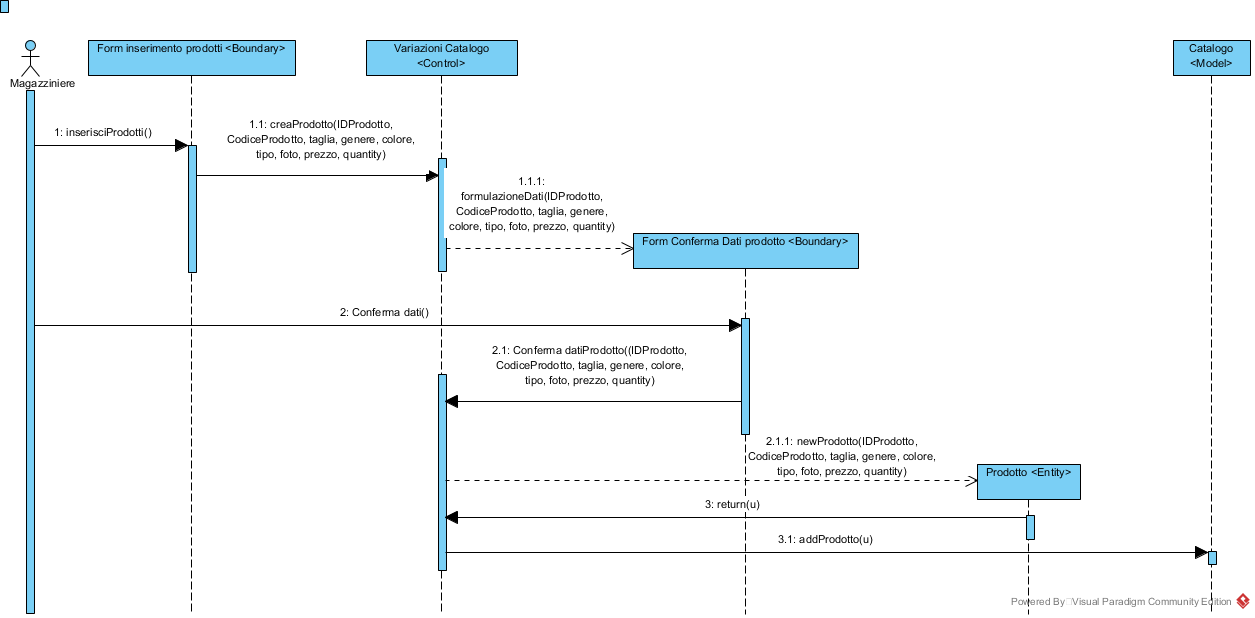 Form inserimento prodotti <Boundary>
Variazioni Catalogo
<Control>
Catalogo
<Model>
Magazziniere
1: inserisciProdotti()
1.1: creaProdotto(IDProdotto,
CodiceProdotto, taglia, genere, colore,
tipo, foto, prezzo, quantity)
1.1.1:
formulazioneDati(IDProdotto,
CodiceProdotto, taglia, genere,
colore, tipo, foto, prezzo, quantity)
Form Conferma Dati prodotto <Boundary>
2: Conferma dati()
2.1: Conferma datiProdotto((IDProdotto,
CodiceProdotto, taglia, genere, colore,
tipo, foto, prezzo, quantity)
2.1.1: newProdotto(IDProdotto,
CodiceProdotto, taglia, genere, colore,
tipo, foto, prezzo, quantity)
Prodotto <Entity>
3: return(u)
3.1: addProdotto(u)
Powered By Visual Paradigm Community Edition